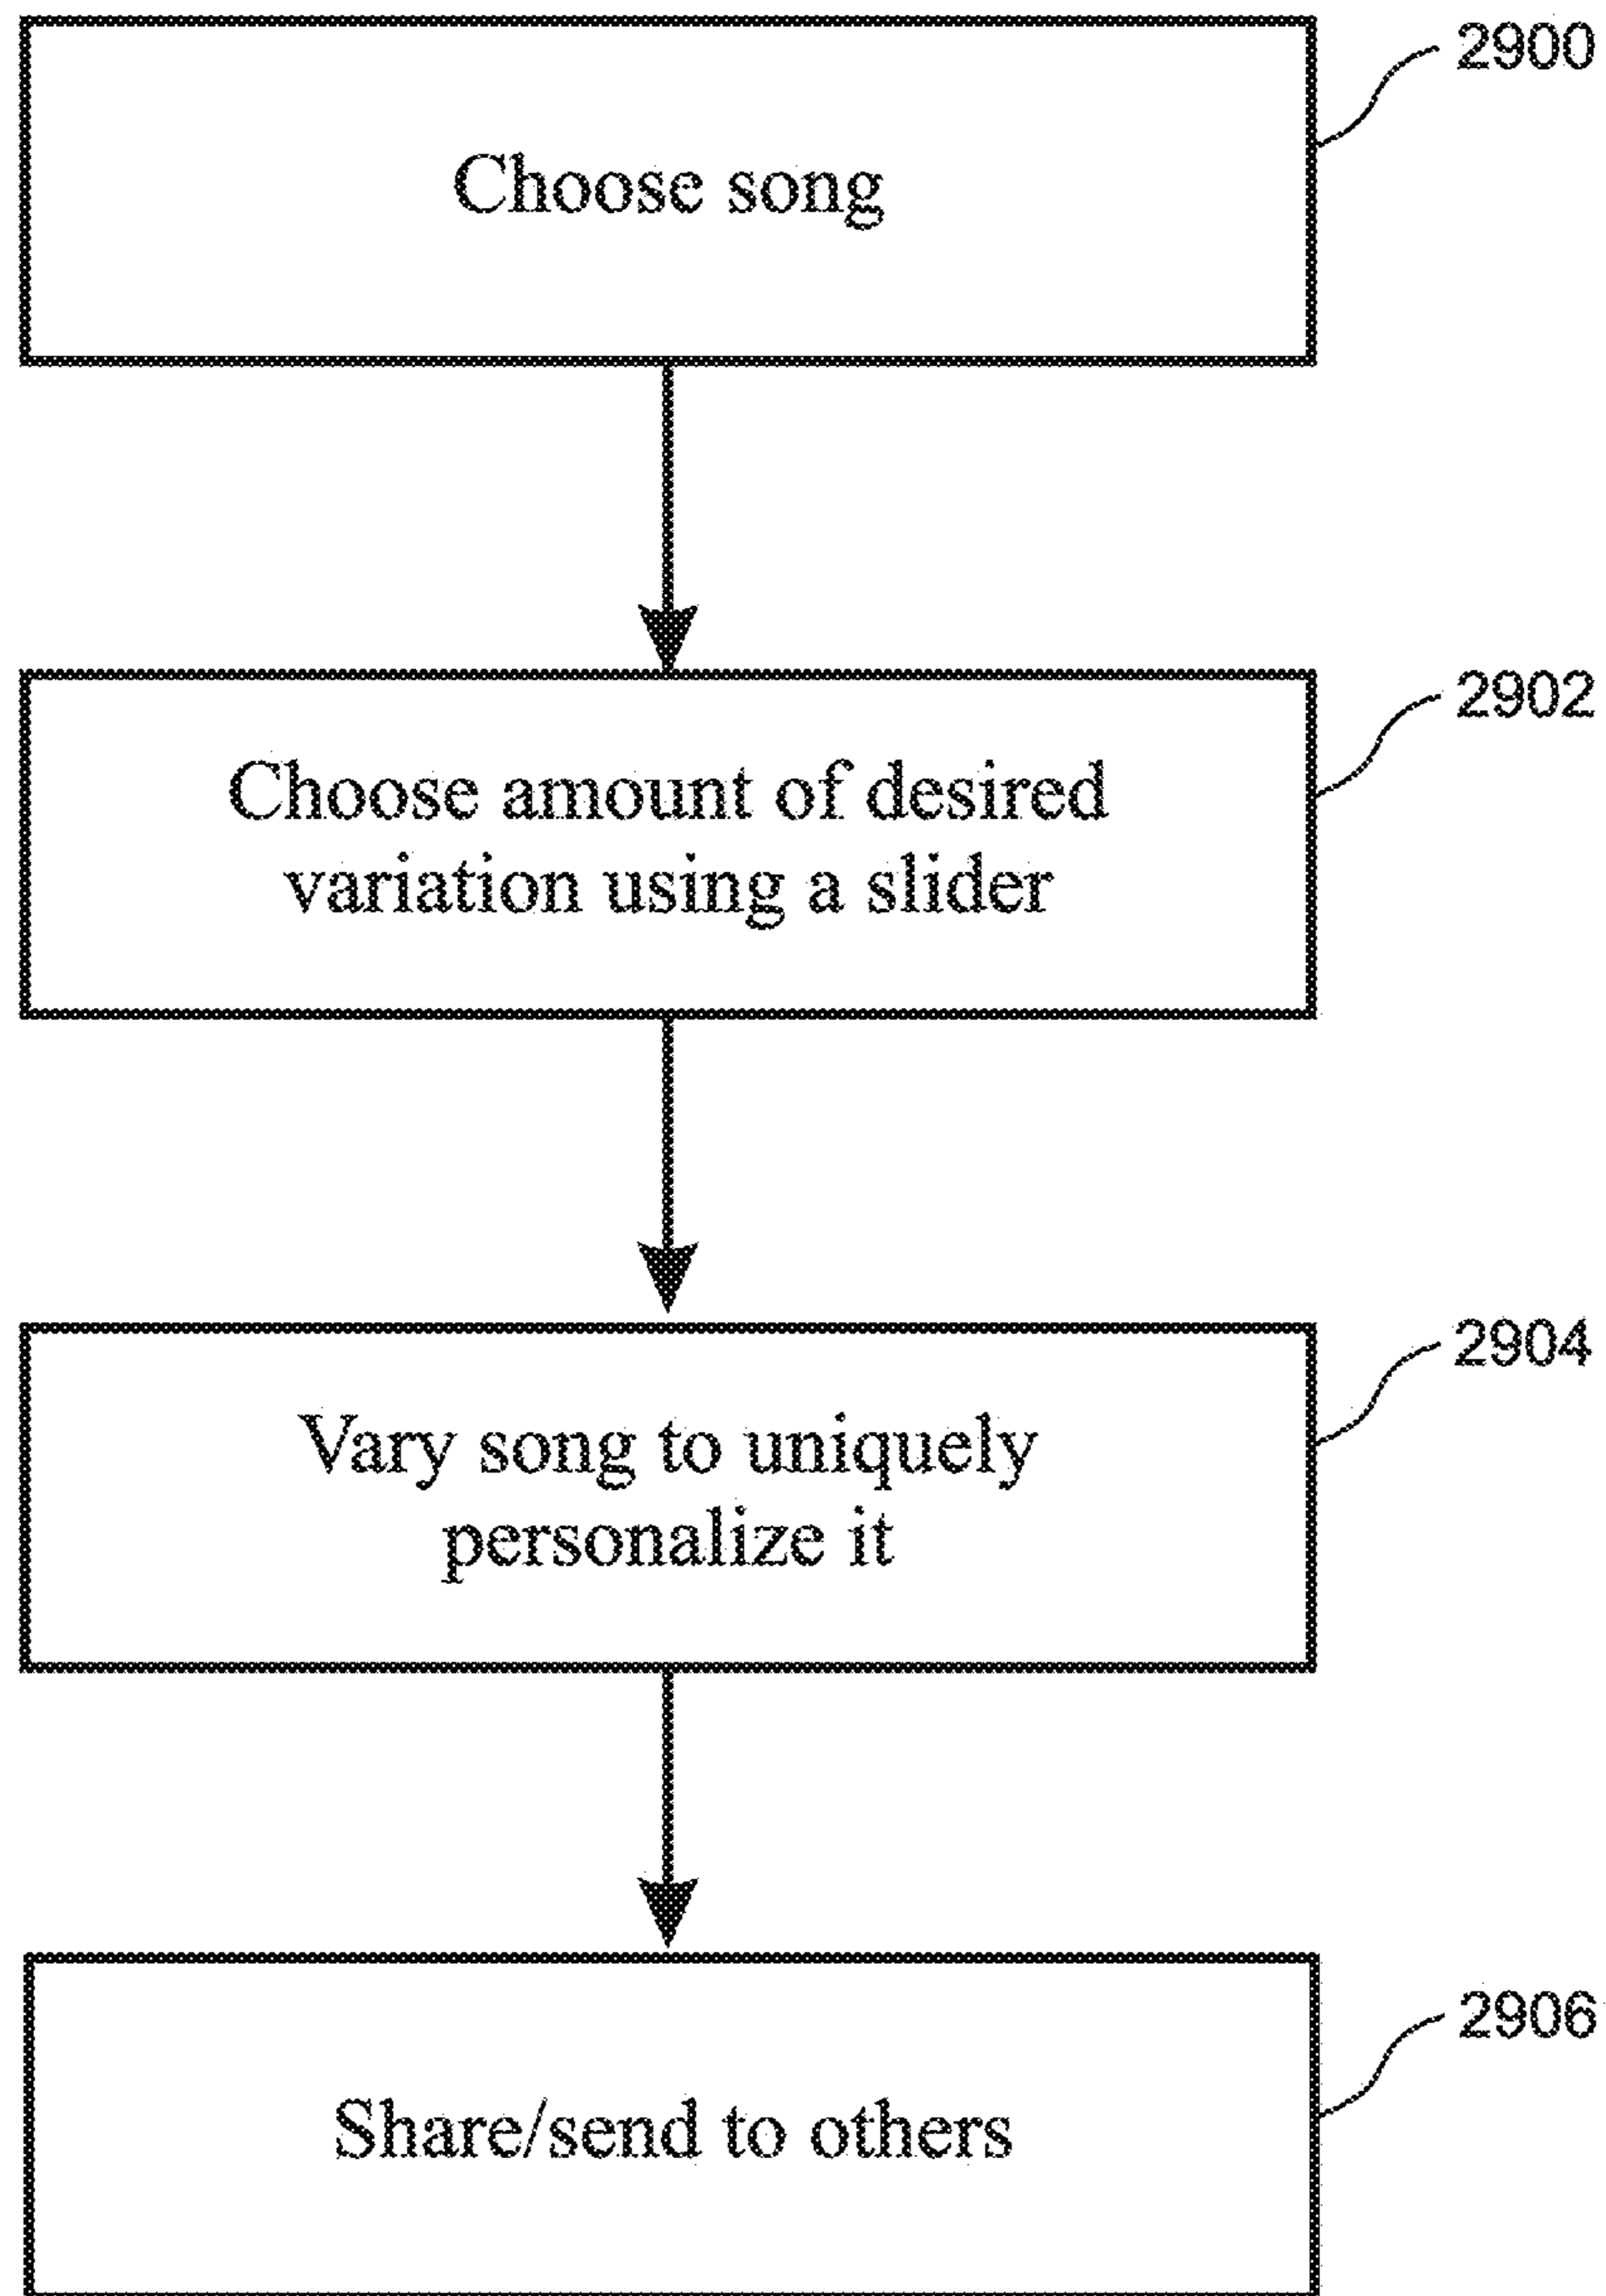 2900
Choose song
2902
Choose amount of desired
variation using a slider
2904
Vary song to uniquely
personalize it
2906
Share/send to others